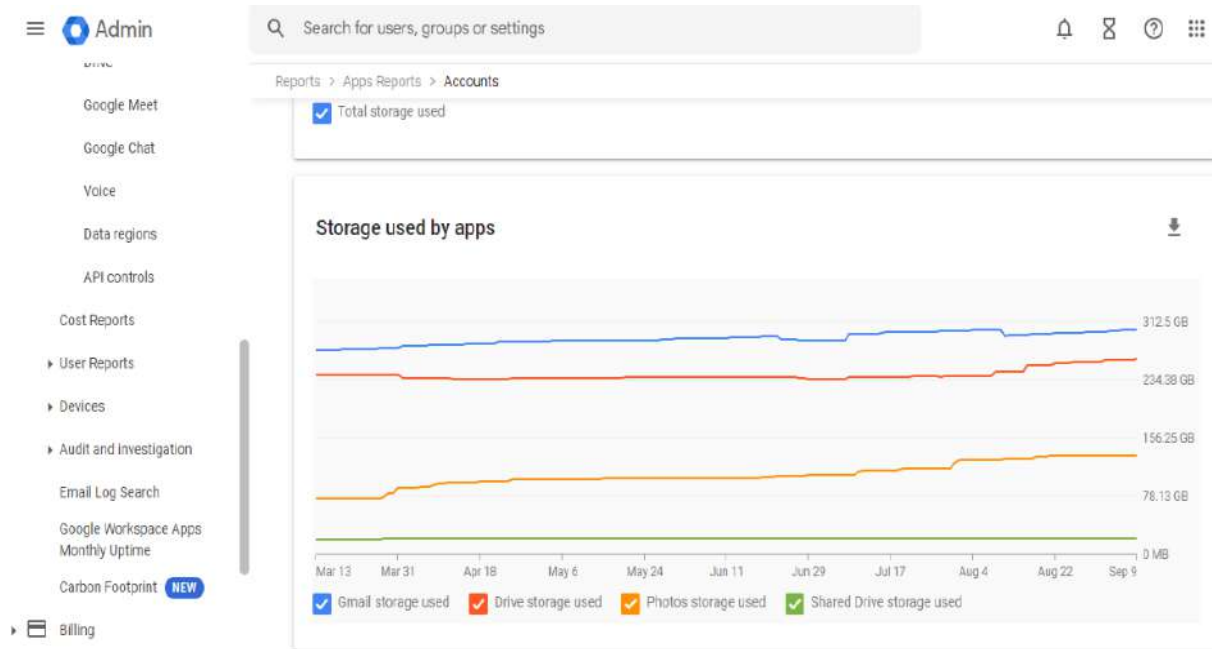 Admin
Search for users, groups or settings
Reports > Apps Reports > Accounts
Google Meet
Google Chat
Voice
Data regions
API controls
Cost Reports
User Reports
Devices
Audit and investigation
Email Log Search
Google Workspace Apps
Monthly Uptime
Carbon Footprint NEW
Billing
Total storage used
Storage used by apps
312.5 GB
234.38 GB
156.25 GB
78.13 GB
0 MB
Mar 13 Mar 31 Apr 18 May 6 May 24 Jun 11 Jun 29 Jul 17 Aug 4 Aug 22 Sep 9
Gmail storage used Drive storage used Photos storage used Shared Drive storage used